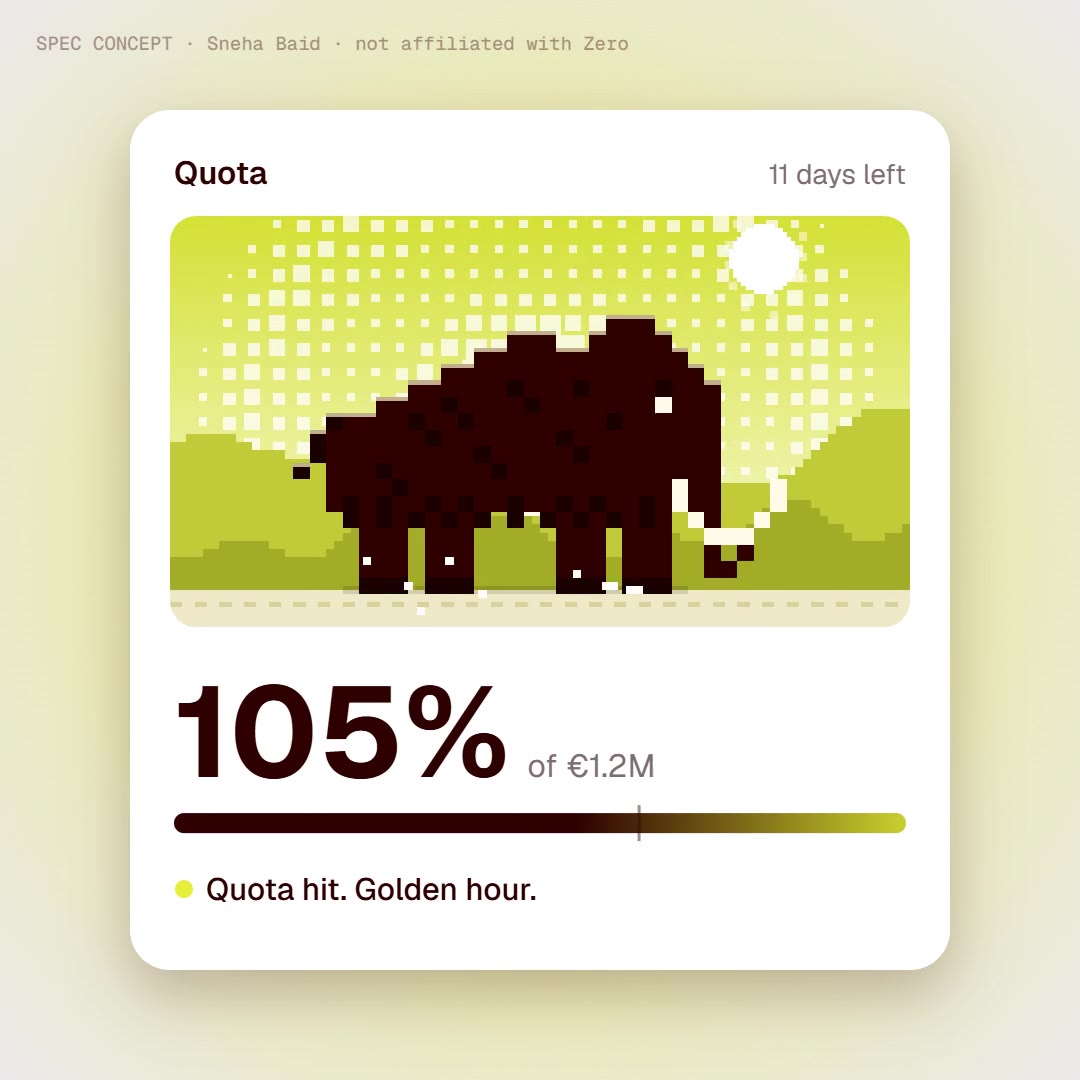 SPEC CONCEPT · Sneha Baid · not affiliated with Zero
Quota
11 days left
105% of €1.2M
Quota hit. Golden hour.